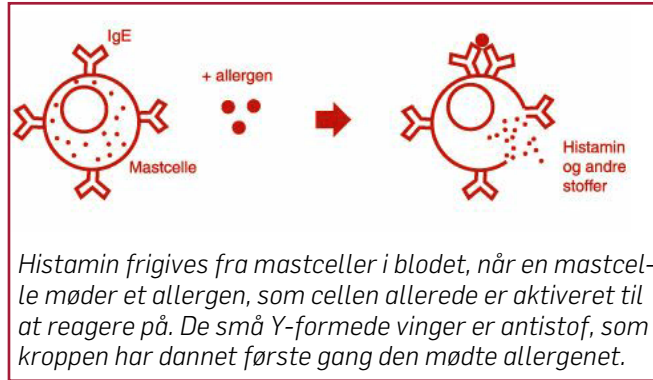 IgE
+ allergen
Mastcelle
Histamin
og andre
stoffer
Histamin frigives fra mastceller i blodet, når en mastcel-
le møder et allergen, som cellen allerede er aktiveret til
at reagere på. De små Y-formede vinger er antistof, som
kroppen har dannet første gang den mødte allergenet.